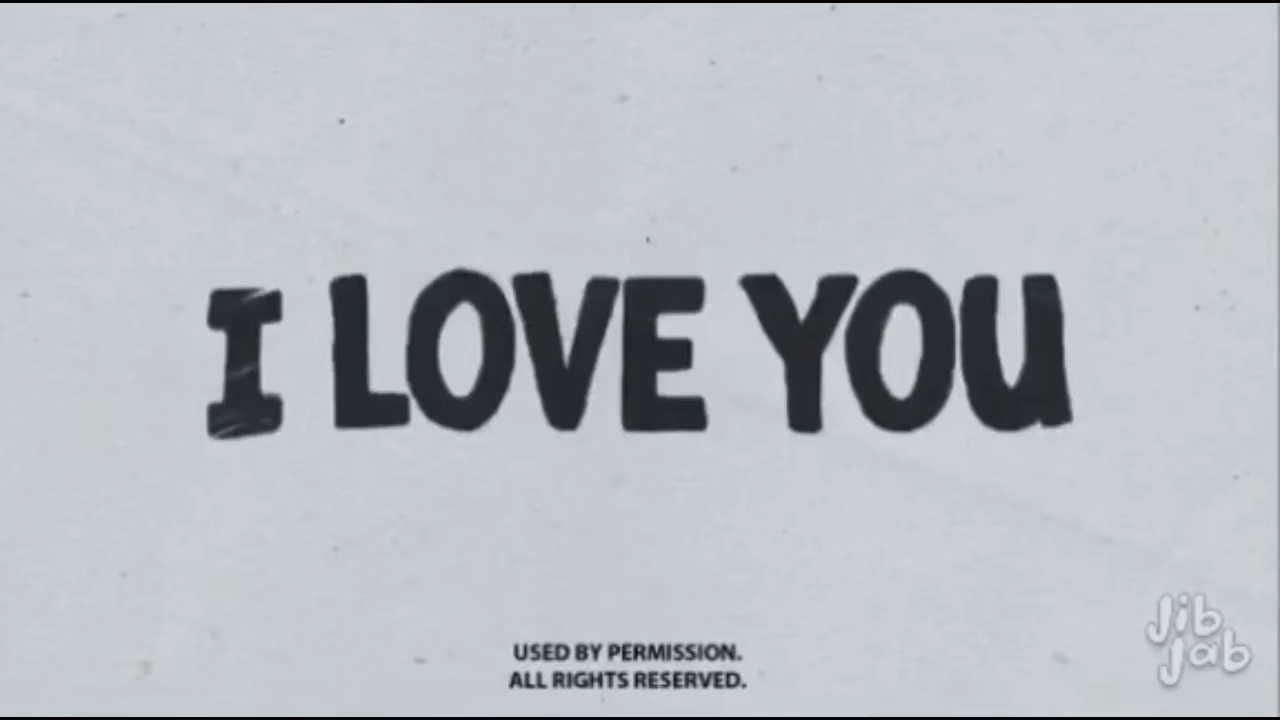 I LOVE YOU
USED BY PERMISSION.
ALL RIGHTS RESERVED.
Jib
Jab